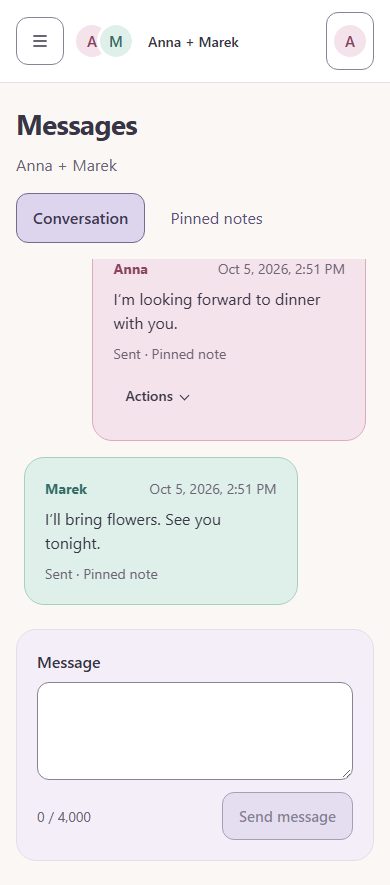 A M Anna + Marek A
Messages
Anna + Marek
Conversation Pinned notes
Anna Oct 5, 2026, 2:51 PM
I'm looking forward to dinner
with you.
Sent · Pinned note
Actions
Marek Oct 5, 2026, 2:51 PM
I'll bring flowers. See you
tonight.
Sent · Pinned note
Message
0 / 4,000 Send message